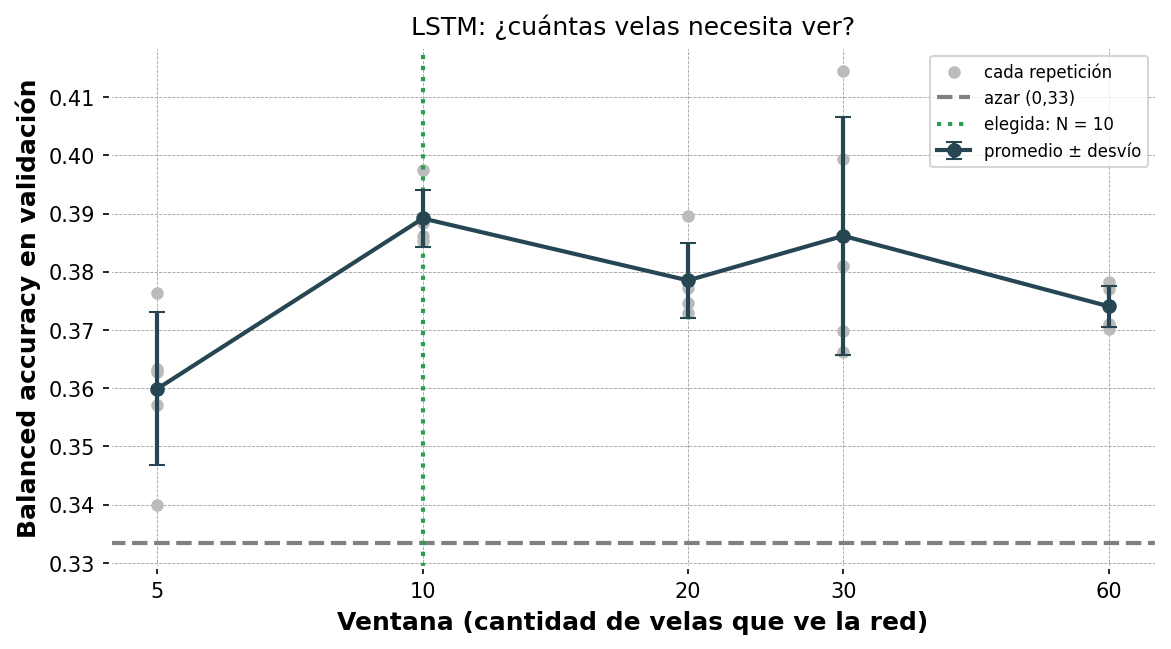 LSTM: ¿cuántas velas necesita ver?
cada repetición
azar (0,33)
elegida: N = 10
promedio ± desvío
Balanced accuracy en validación
0.41
0.40
0.39
0.38
0.37
0.36
0.35
0.34
0.33
5 10 20 30 60
Ventana (cantidad de velas que ve la red)